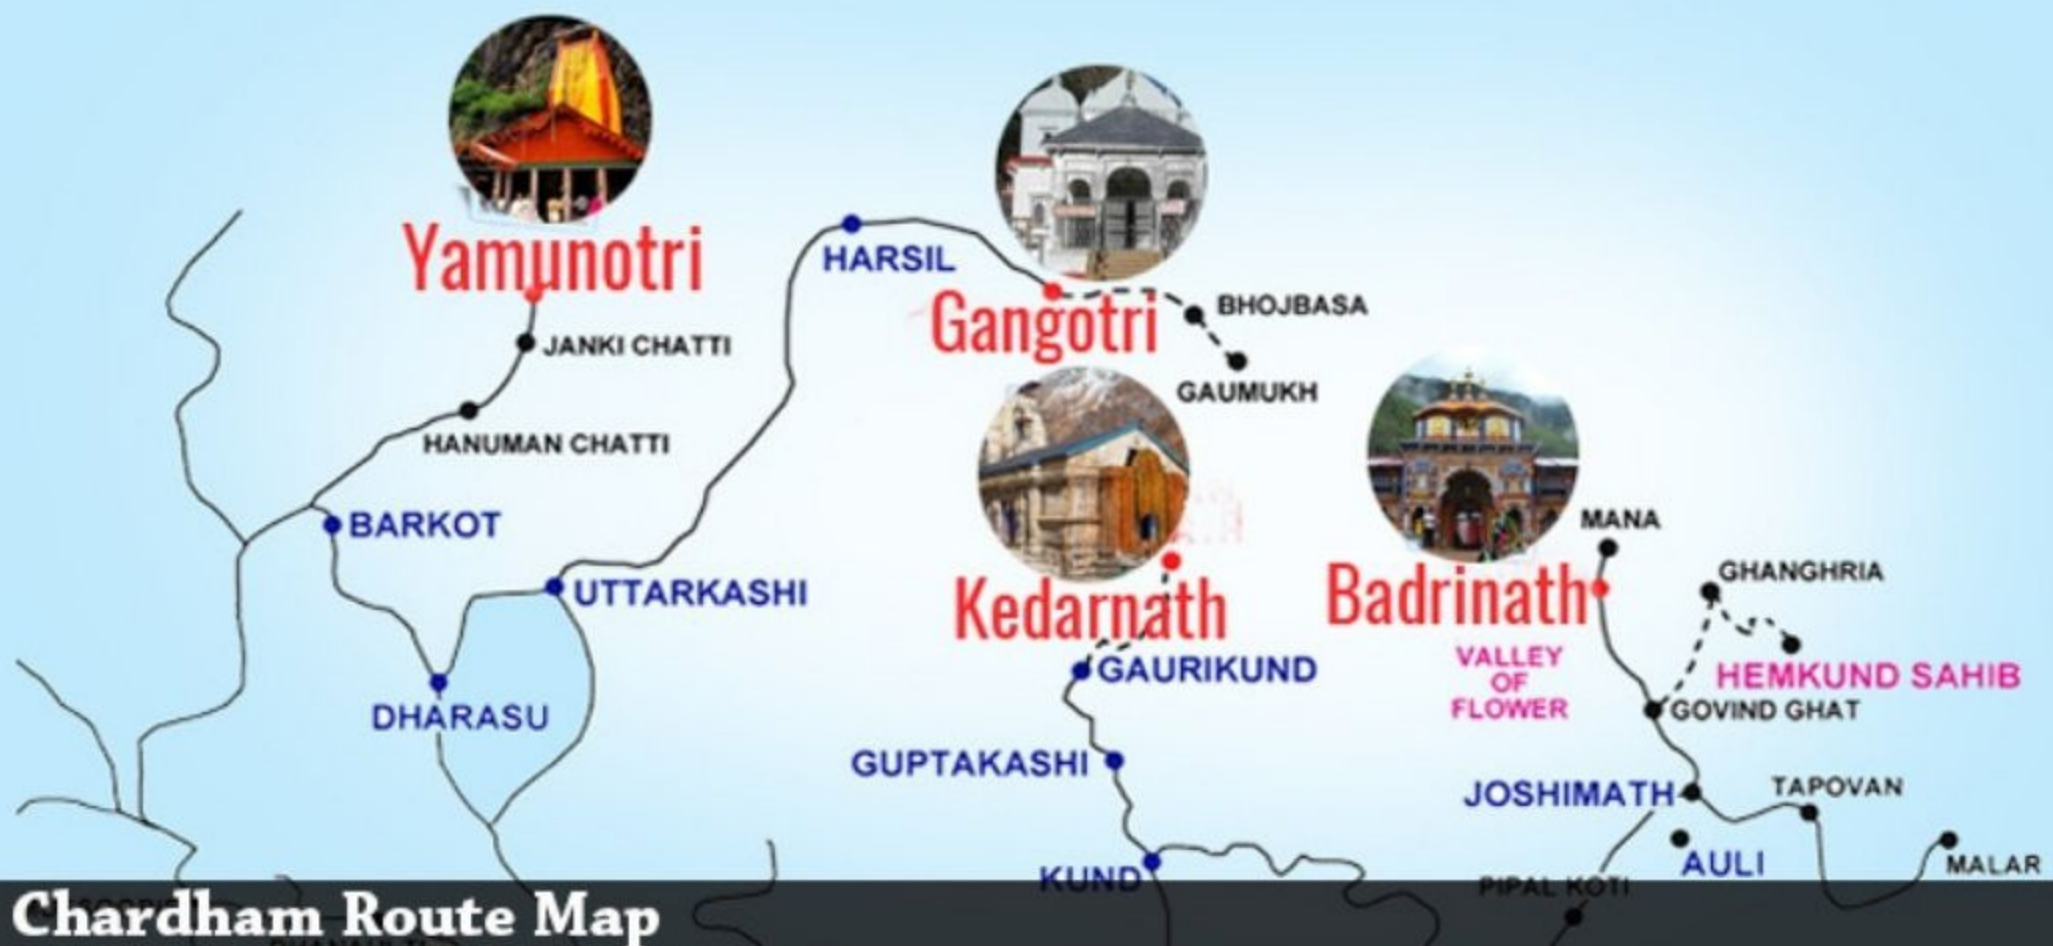 Yamunotri
HARSIL
Gangotri
BHOJBASA
JANKI CHATTI
GAUMUKH
HANUMAN CHATTI
BARKOT
MANA
GHANGHRIA
UTTARKASHI
Kedarnath
Badrinath
VALLEY
OF
FLOWER
GAURIKUND
HEMKUND SAHIB
GOVIND GHAT
DHARASU
GUPTAKASHI
JOSHIMATH
TAPOVAN
AULI
MALAR
KUND
PIPAL KOTI
Chardham Route Map